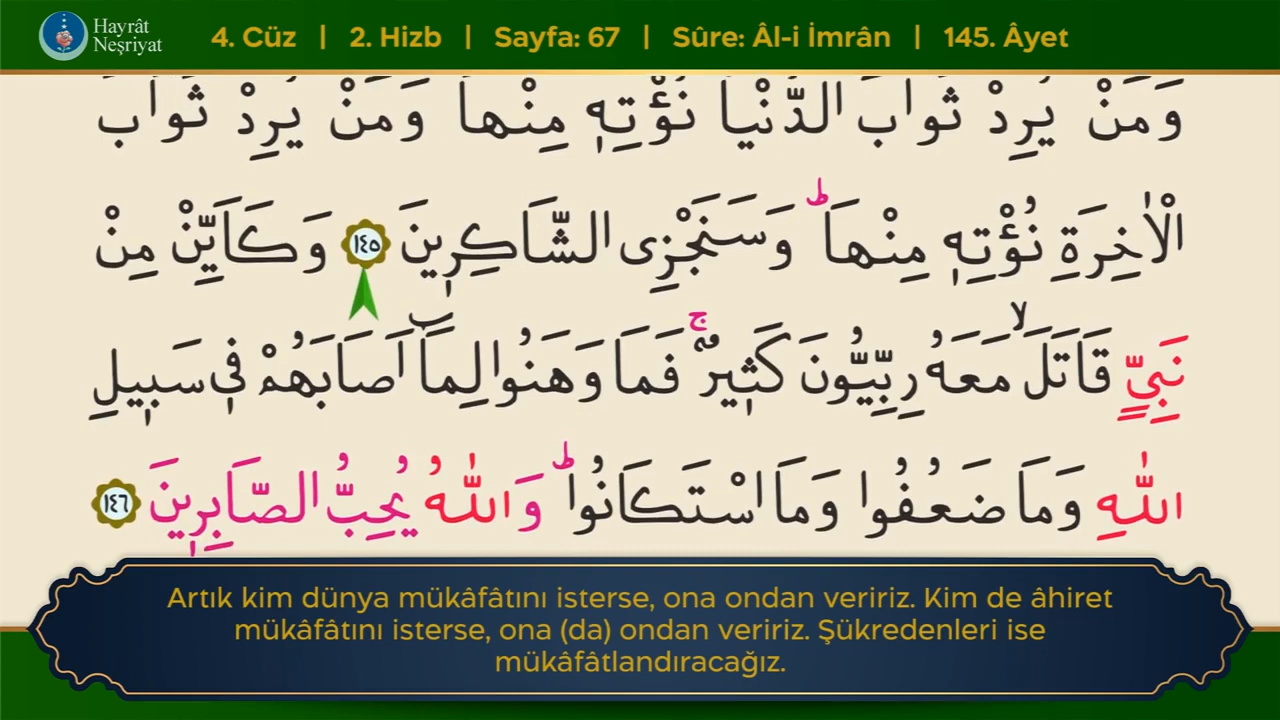 Hayrât
Neşriyat
4. Cüz | 2. Hizb | Sayfa: 67 | Sûre: Âl-i İmrân | 145. Âyet
وَمَنْ يُرِدْ ثَوَابَ الدُّنْيَا نُؤْتِه۪ مِنْهَا وَمَنْ يُرِدْ ثَوَابَ
الْاٰخِرَةِ نُؤْتِه۪ مِنْهَاۜ وَسَنَجْزِي الشَّاكِر۪ينَ ﴿١٤٥﴾ وَكَاَيِّنْ مِنْ
نَبِيٍّ قَاتَلَۙ مَعَهُ رِبِّيُّونَ كَث۪يرٌۚ فَمَا وَهَنُوا لِمَٓا اَصَابَهُمْ ف۪ي سَب۪يلِ
اللّٰهِ وَمَا ضَعُفُوا وَمَا اسْتَكَانُواۜ وَاللّٰهُ يُحِبُّ الصَّابِر۪ينَ ﴿١٤٦﴾
Artık kim dünya mükâfâtını isterse, ona ondan veririz. Kim de âhiret
mükâfâtını isterse, ona (da) ondan veririz. Şükredenleri ise
mükâfâtlandıracağız.